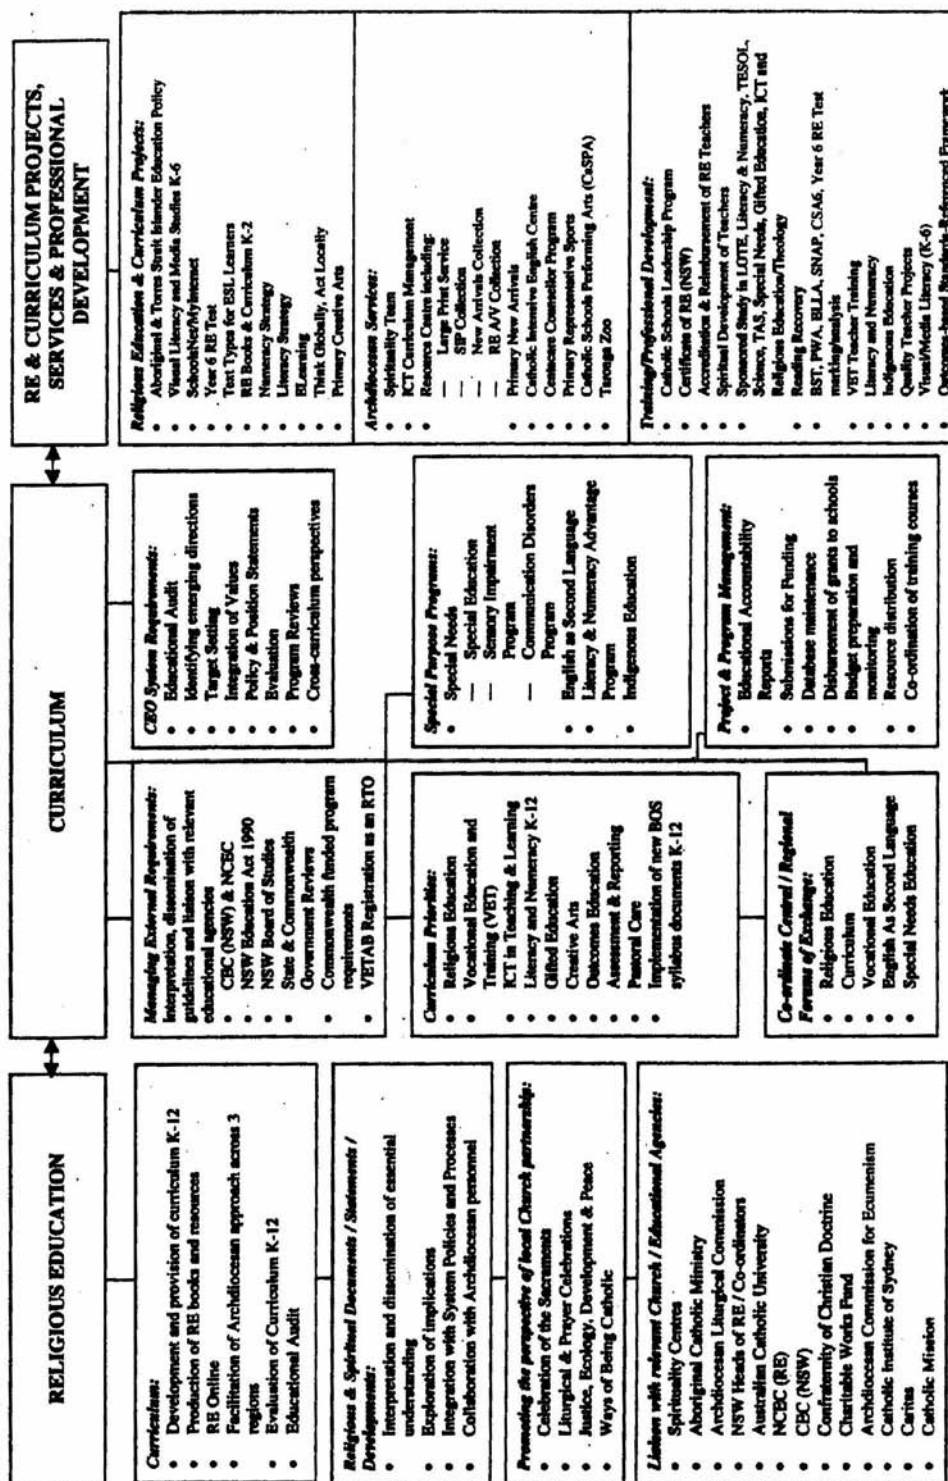 RELIGIOUS EDUCATION
Curriculum:
• Development and provision of curriculum K-12
• Production of RE books and resources
• RE Online
• Facilitation of Archdiocesan approach across 3
regions
• Evaluation of Curriculum K-12
• Educational Audit
Religious & Spiritual Documents / Statements /
Developments:
• Interpretation and dissemination of essential
understanding
• Exploration of implications
• Integration with System Policies and Processes
• Collaboration with Archdiocesan personnel
Promoting the perspective of local Church partnership:
• Celebration of the Sacraments
• Liturgical & Prayer Celebrations
• Justice, Ecology, Development & Peace
• Ways of Being Catholic
Liaison with relevant Church / Educational Agencies:
• Spirituality Centres
• Aboriginal Catholic Ministry
• Archdiocesan Liturgical Commission
• NSW Heads of RE / Co-ordinators
• Australian Catholic University
• NCEC (RE)
• CBC (NSW)
• Confraternity of Christian Doctrine
• Charitable Works Fund
• Archdiocesan Commission for Ecumenism
• Catholic Institute of Sydney
• Caritas
• Catholic Mission
CURRICULUM
Managing External Requirements:
Interpretation, dissemination of
guidelines and liaison with relevant
educational agencies
• CBC (NSW) & NCBC
• NSW Education Act 1990
• NSW Board of Studies
• State & Commonwealth
Government Reviews
• Commonwealth funded program
requirements
• VETAB Registration as an RTO
CEO System Requirements:
• Educational Audit
• Identifying emerging directions
• Target Setting
• Integration of Values
• Policy & Position Statements
• Evaluation
• Program Reviews
• Cross-curriculum perspectives
Curriculum Priorities:
• Religious Education
• Vocational Education and
Training (VET)
• ICT in Teaching & Learning
• Literacy and Numeracy K-12
• Gifted Education
• Creative Arts
• Outcomes Education
• Assessment & Reporting
• Pastoral Care
• Implementation of new BOS
syllabus documents K-12
Special Purpose Programs:
• Special Needs
— Special Education
— Sensory Impairment
Program
— Communication Disorders
Program
• English as Second Language
• Literacy & Numeracy Advantage
Program
• Indigenous Education
Co-ordinate Central / Regional
Forums of Exchange:
• Religious Education
• Curriculum
• Vocational Education
• English As Second Language
• Special Needs Education
Project & Program Management:
• Educational Accountability
Reports
• Submissions for Funding
• Database maintenance
• Disbursement of grants to schools
• Budget preparation and
monitoring
• Resource distribution
• Co-ordination of training courses
RE & CURRICULUM PROJECTS,
SERVICES & PROFESSIONAL
DEVELOPMENT
Religious Education & Curriculum Projects:
• Aboriginal & Torres Strait Islander Education Policy
• Visual Literacy and Media Studies K-6
• SchoolsNet/MyInternet
• Year 6 RE Test
• Text Types for ESL Learners
• RE Books & Curriculum K-2
• Numeracy Strategy
• Literacy Strategy
• ELearning
• Think Globally, Act Locally
• Primary Creative Arts
Archdiocesan Services:
• Spirituality Team
• ICT Curriculum Management
• Resource Centre including:
— Large Print Service
— SIP Collection
— New Arrivals Collection
— RE A/V Collection
• Primary New Arrivals
• Catholic Intensive English Centre
• Centacare Counsellor Program
• Primary Representative Sports
• Catholic Schools Performing Arts (CaSPA)
• Taronga Zoo
Training/Professional Development:
• Catholic Schools Leadership Program
• Certificate of RE (NSW)
• Accreditation & Reimbursement of RE Teachers
• Spiritual Development of Teachers
• Sponsored Study in LOTE, Literacy & Numeracy, TESOL,
Science, TAS, Special Needs, Gifted Education, ICT and
Religious Education/Theology
• Reading Recovery
• BST, PWA, ELLA, SNAP, CSA6, Year 6 RE Test
marking/analysis
• VET Teacher Training
• Literacy and Numeracy
• Indigenous Education
• Quality Teacher Projects
• Visual/Media Literacy (K-6)
• Outcomes and Standards-Referenced Framework